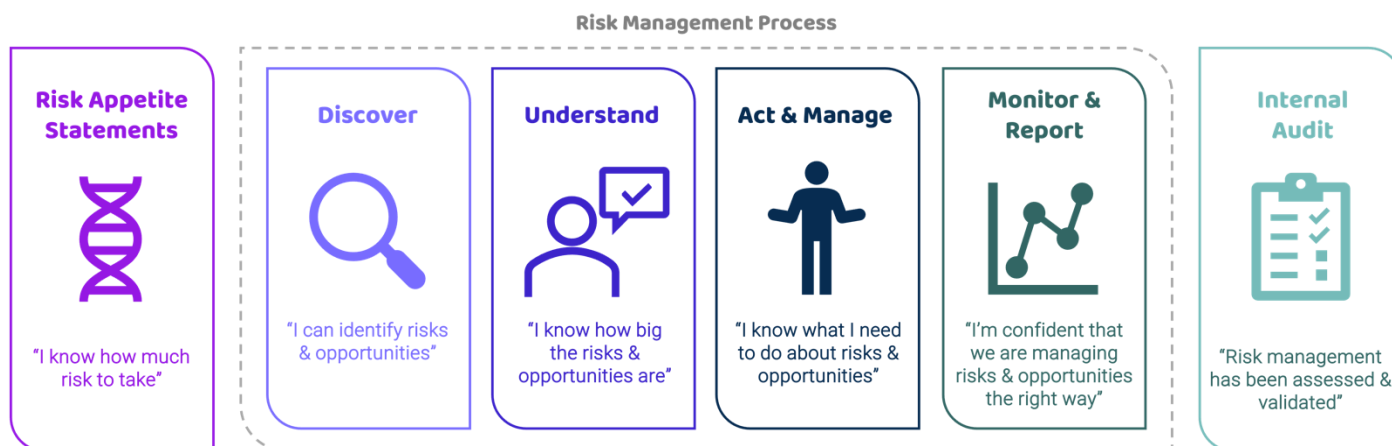 Risk Management Process
Risk Appetite
Statements
“I know how much
risk to take”
Discover
“I can identify risks
& opportunities”
Understand
“I know how big
the risks &
opportunities are”
Act & Manage
“I know what I need
to do about risks &
opportunities”
Monitor &
Report
“I’m confident that
we are managing
risks & opportunities
the right way”
Internal
Audit
“Risk management
has been assessed &
validated”